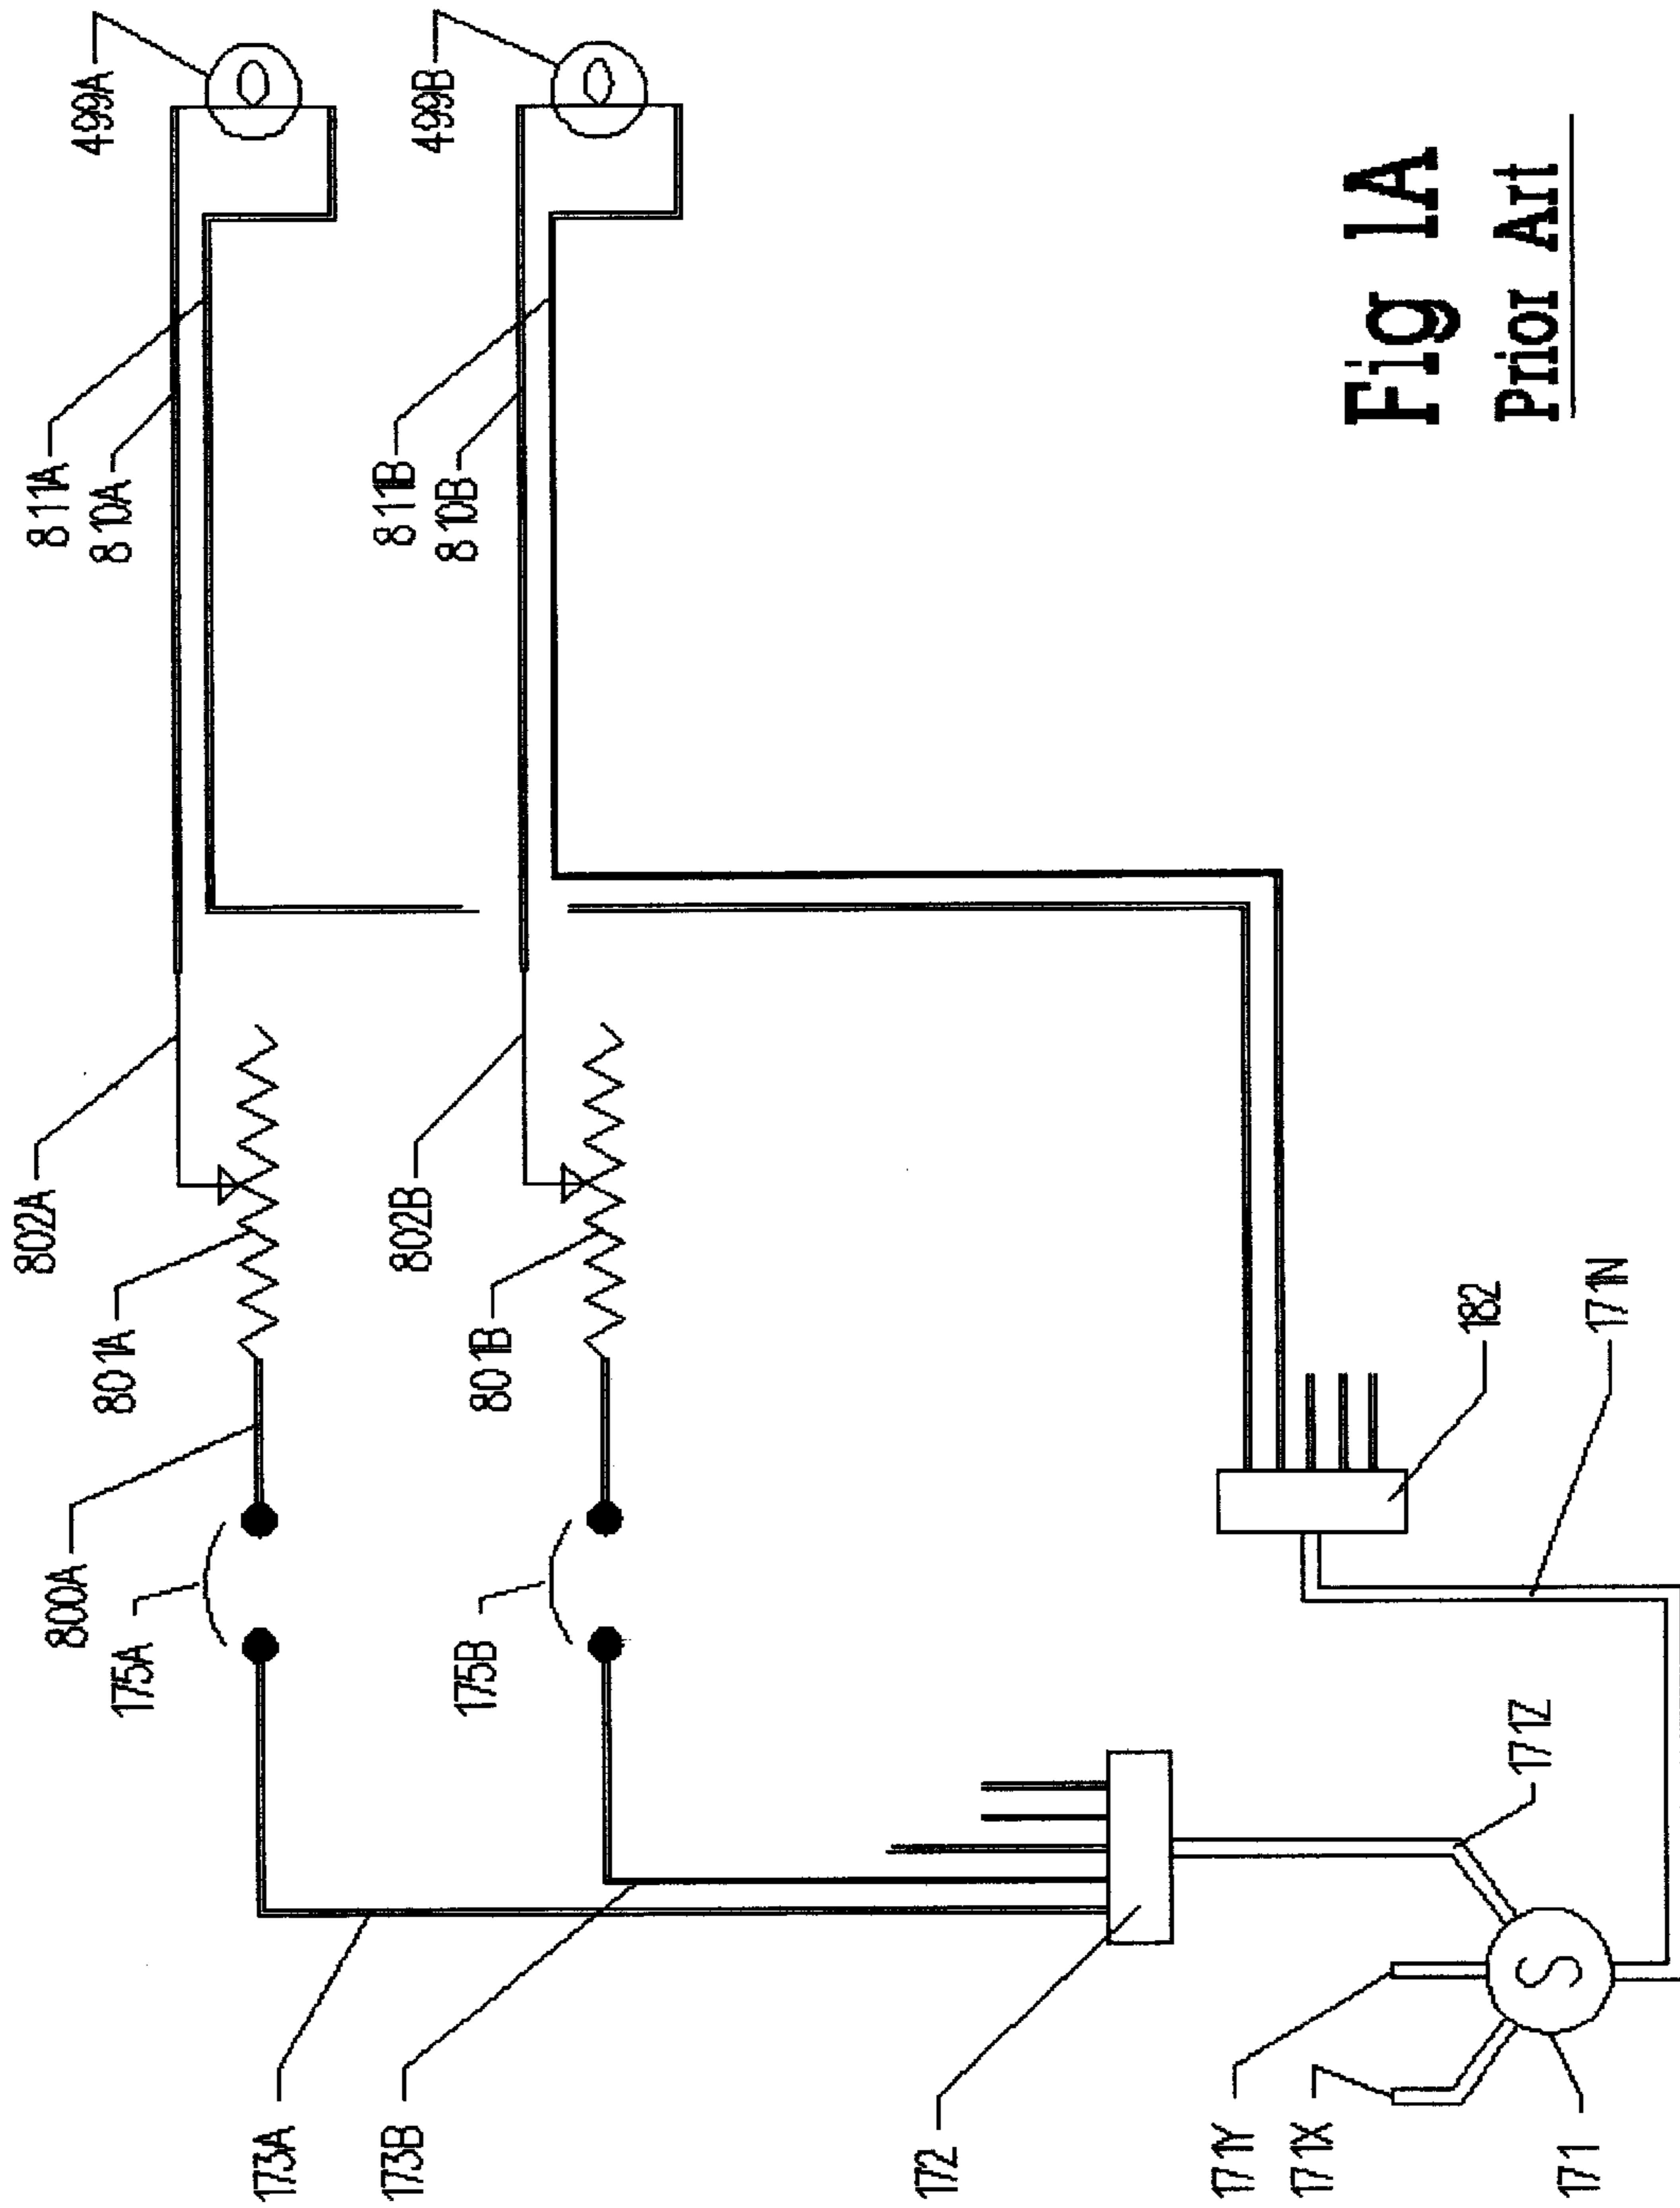 499A
499B
811A
810A
811B
810B
802A
802B
801A
801B
800A
175A
175B
173A
173B
172
182
171N
171Z
171Y
171X
171
S
Fig 1A
Prior Art